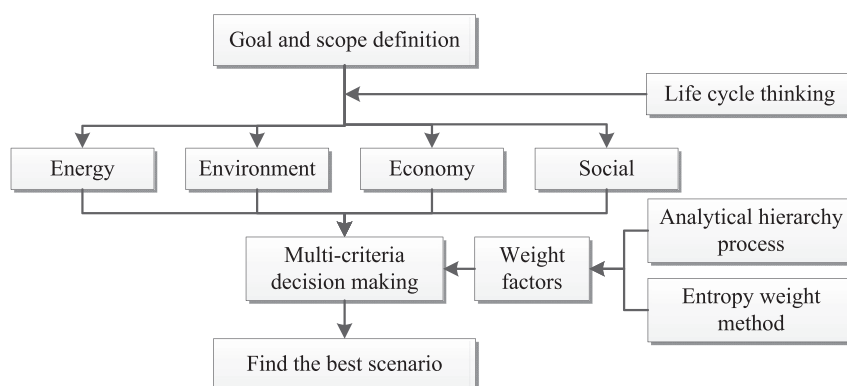 Goal and scope definition
Life cycle thinking
Energy
Environment
Economy
Social
Analytical hierarchy
process
Multi-criteria
decision making
Weight
factors
Entropy weight
method
Find the best scenario